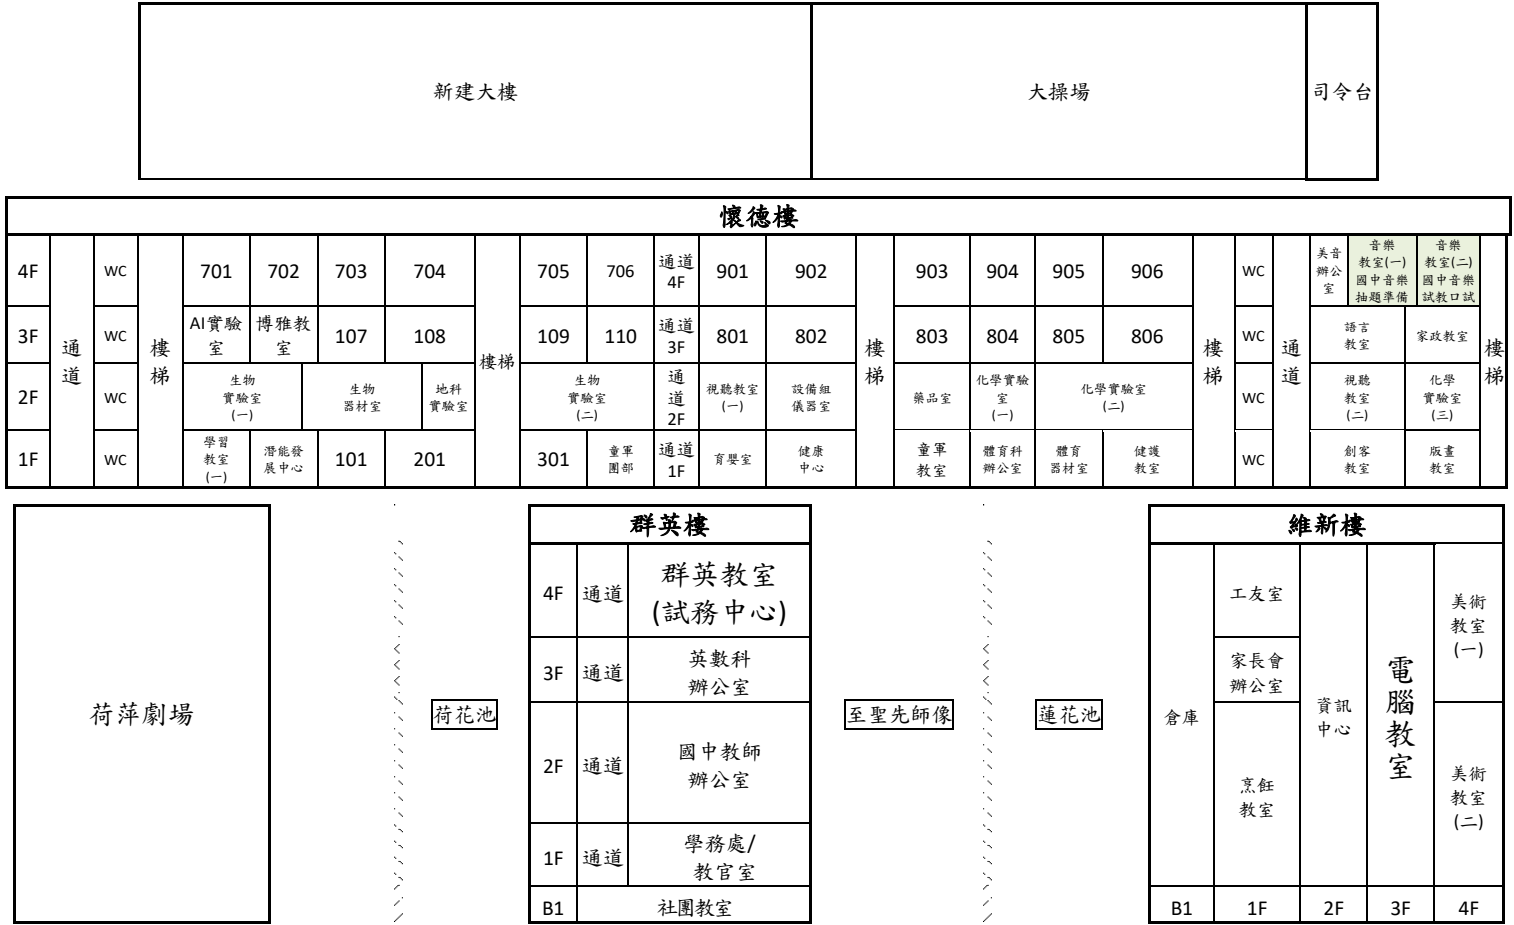 新建大樓
大操場
司令台
懷德樓
4F
WC
701
702
703
704
705
706
通道
4F
901
902
903
904
905
906
WC
美音
辦公
室
音樂
教室(一)
國中音樂
抽題準備
音樂
教室(二)
國中音樂
試教口試
3F
通
道
WC
樓
梯
AI實驗
室
博雅教
室
107
108
樓梯
109
110
通道
3F
801
802
樓
梯
803
804
805
806
樓
梯
WC
通
道
語言
教室
家政教室
樓
梯
2F
WC
生物
實驗室
(一)
生物
器材室
地科
實驗室
生物
實驗室
(二)
通
道
2F
視聽教室
(一)
設備組
儀器室
藥品室
化學實驗
室
(一)
化學實驗室
(二)
WC
視聽
教室
(二)
化學
實驗室
(三)
1F
WC
學習
教室
(一)
潛能發
展中心
101
201
301
童軍
團部
通道
1F
育嬰室
健康
中心
童軍
教室
體育科
辦公室
體育
器材室
健護
教室
WC
創客
教室
版畫
教室
荷萍劇場
荷花池
群英樓
4F
通道
群英教室
(試務中心)
3F
通道
英數科
辦公室
2F
通道
國中教師
辦公室
1F
通道
學務處/
教官室
B1
社團教室
至聖先師像
蓮花池
維新樓
倉庫
工友室
家長會
辦公室
烹飪
教室
資訊
中心
電
腦
教
室
美術
教室
(一)
美術
教室
(二)
B1
1F
2F
3F
4F